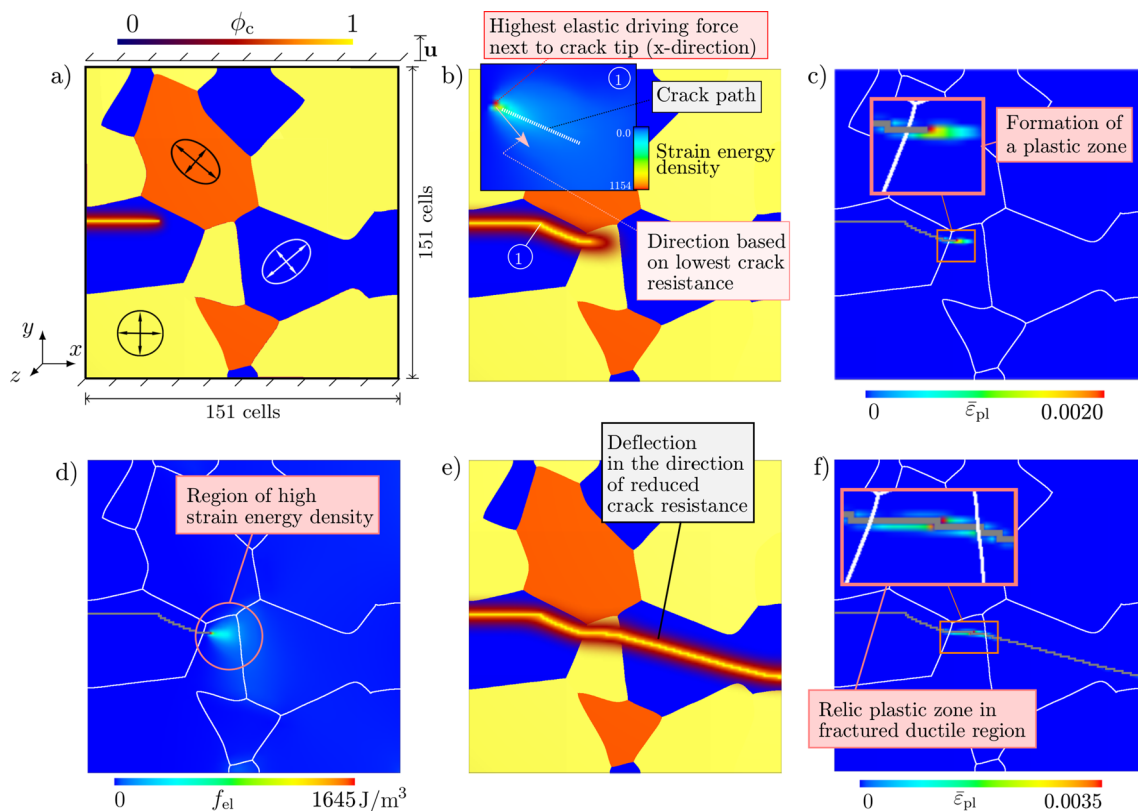 0 ϕc 1
u
a)
151 cells
y
x
z
151 cells
Highest elastic driving force
next to crack tip (x-direction)
b)
1
Crack path
0.0
Strain energy
density
1154
1
Direction based
on lowest crack
resistance
c)
Formation of
a plastic zone
0 ε̄pl 0.0020
d)
Region of high
strain energy density
0 fel 1645 J/m³
e)
Deflection
in the direction
of reduced
crack resistance
f)
Relic plastic zone in
fractured ductile region
0 ε̄pl 0.0035